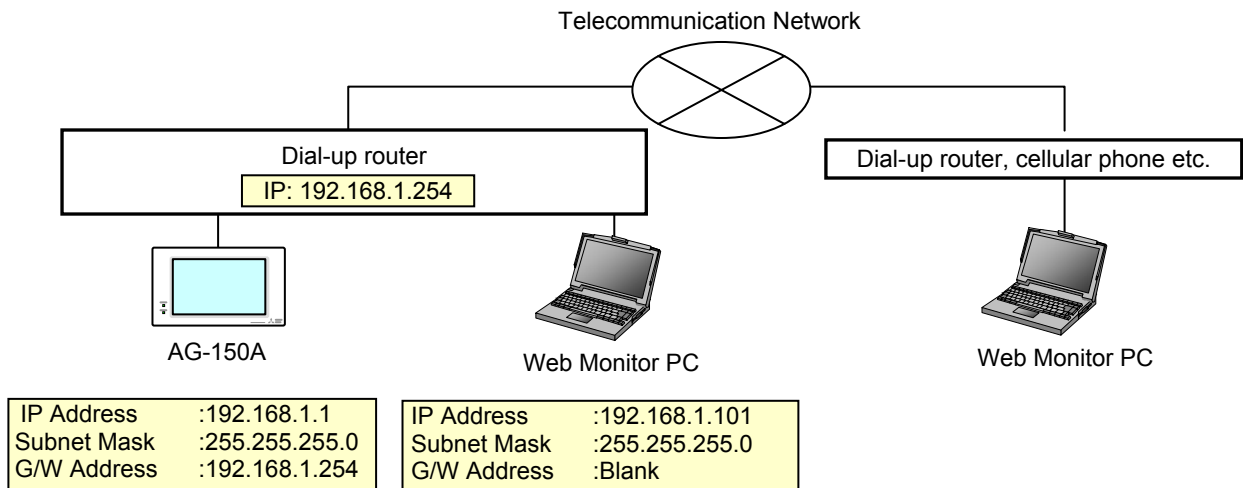 Telecommunication Network
Dial-up router
IP: 192.168.1.254
Dial-up router, cellular phone etc.
AG-150A
Web Monitor PC
Web Monitor PC
IP Address :192.168.1.1
Subnet Mask :255.255.255.0
G/W Address :192.168.1.254
IP Address :192.168.1.101
Subnet Mask :255.255.255.0
G/W Address :Blank